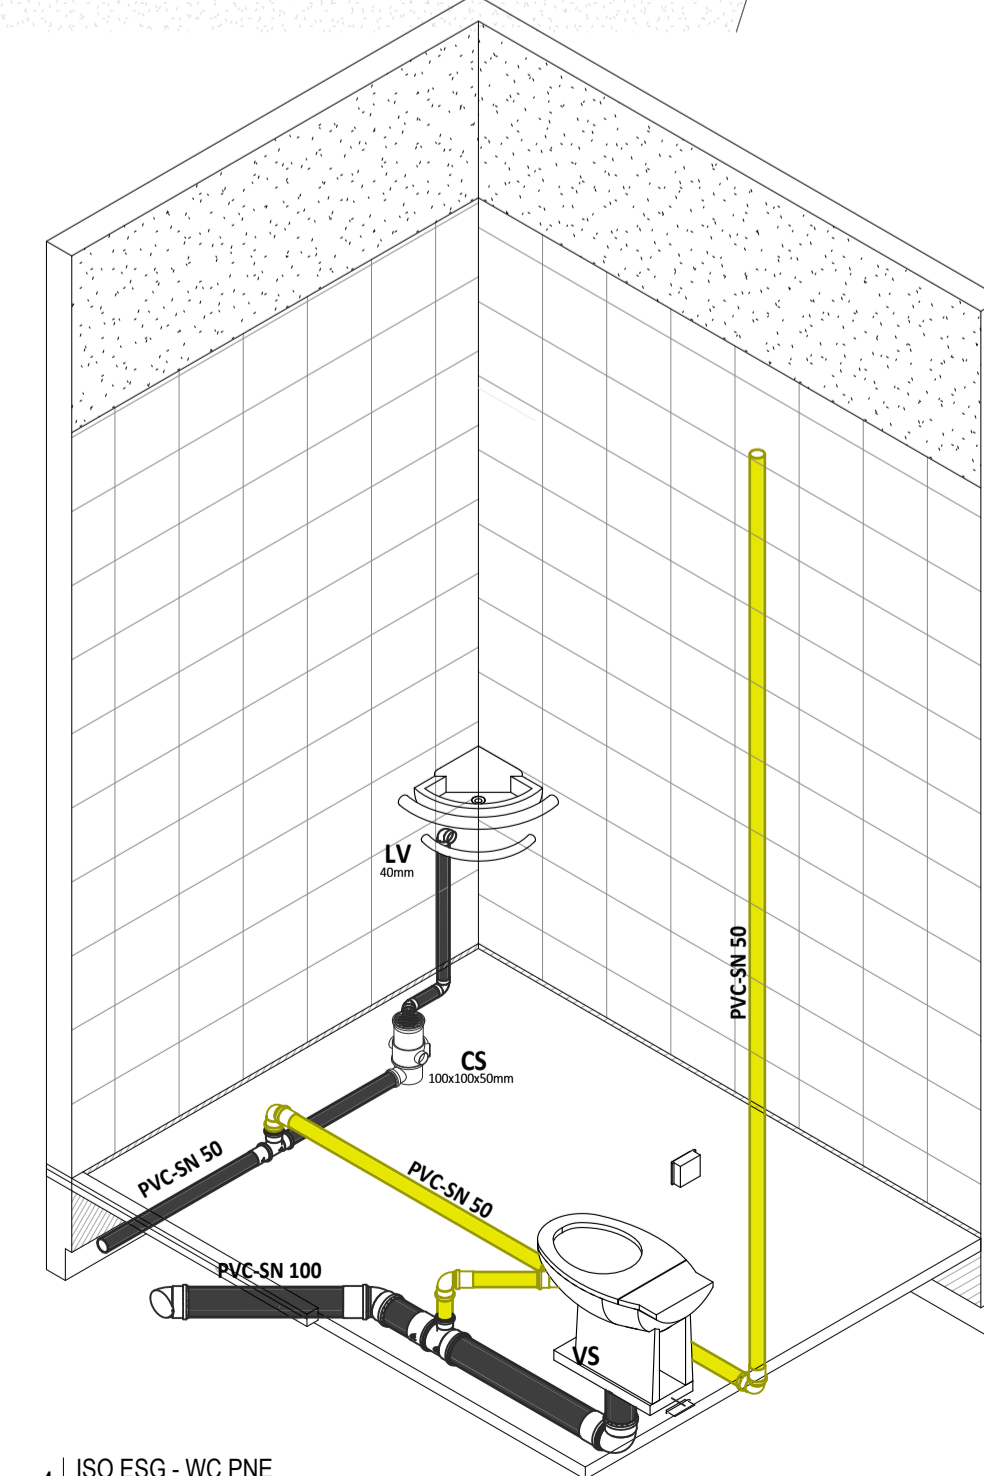 LV
40mm
PVC-SN 50
CS
100x100x50mm
PVC-SN 50
PVC-SN 50
PVC-SN 100
VS
ISO ESG - WC PNE